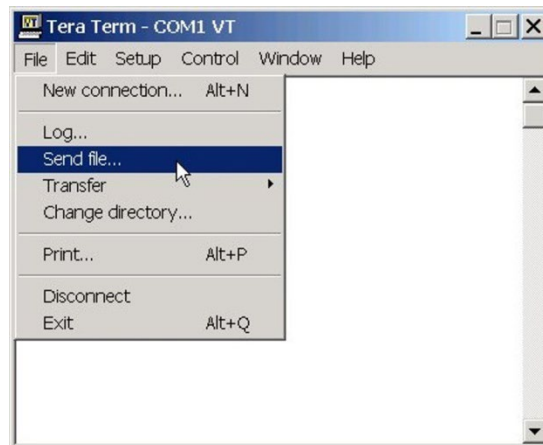 VT Tera Term - COM1 VT
File Edit Setup Control Window Help
New connection... Alt+N
Log...
Send file...
Transfer
Change directory...
Print... Alt+P
Disconnect
Exit Alt+Q